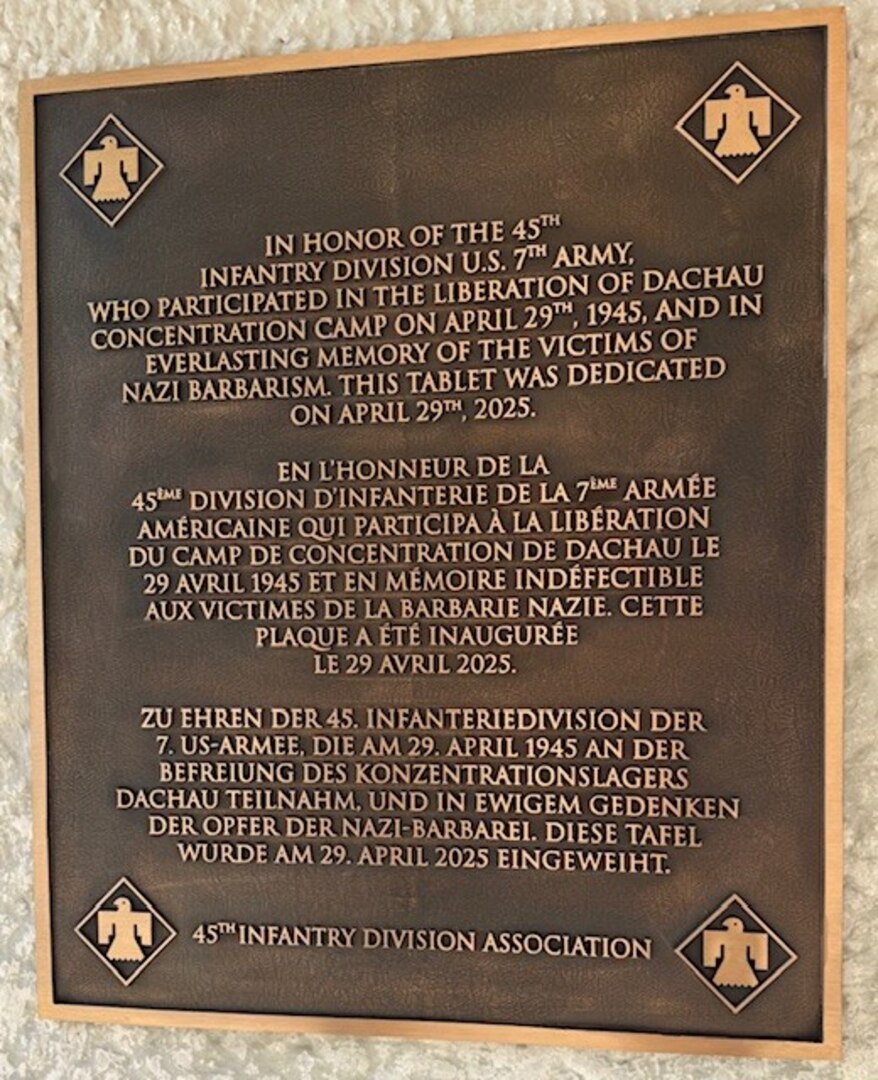 IN HONOR OF THE 45TH
INFANTRY DIVISION U.S. 7TH ARMY,
WHO PARTICIPATED IN THE LIBERATION OF DACHAU
CONCENTRATION CAMP ON APRIL 29TH, 1945, AND IN
EVERLASTING MEMORY OF THE VICTIMS OF
NAZI BARBARISM. THIS TABLET WAS DEDICATED
ON APRIL 29TH, 2025.
EN L'HONNEUR DE LA
45ÈME DIVISION D'INFANTERIE DE LA 7ÈME ARMÉE
AMÉRICAINE QUI PARTICIPA À LA LIBÉRATION
DU CAMP DE CONCENTRATION DE DACHAU LE
29 AVRIL 1945 ET EN MÉMOIRE INDÉFECTIBLE
AUX VICTIMES DE LA BARBARIE NAZIE. CETTE
PLAQUE A ÉTÉ INAUGURÉE
LE 29 AVRIL 2025.
ZU EHREN DER 45. INFANTERIEDIVISION DER
7. US-ARMEE, DIE AM 29. APRIL 1945 AN DER
BEFREIUNG DES KONZENTRATIONSLAGERS
DACHAU TEILNAHM, UND IN EWIGEM GEDENKEN
DER OPFER DER NAZI-BARBAREI. DIESE TAFEL
WURDE AM 29. APRIL 2025 EINGEWEIHT.
45TH INFANTRY DIVISION ASSOCIATION